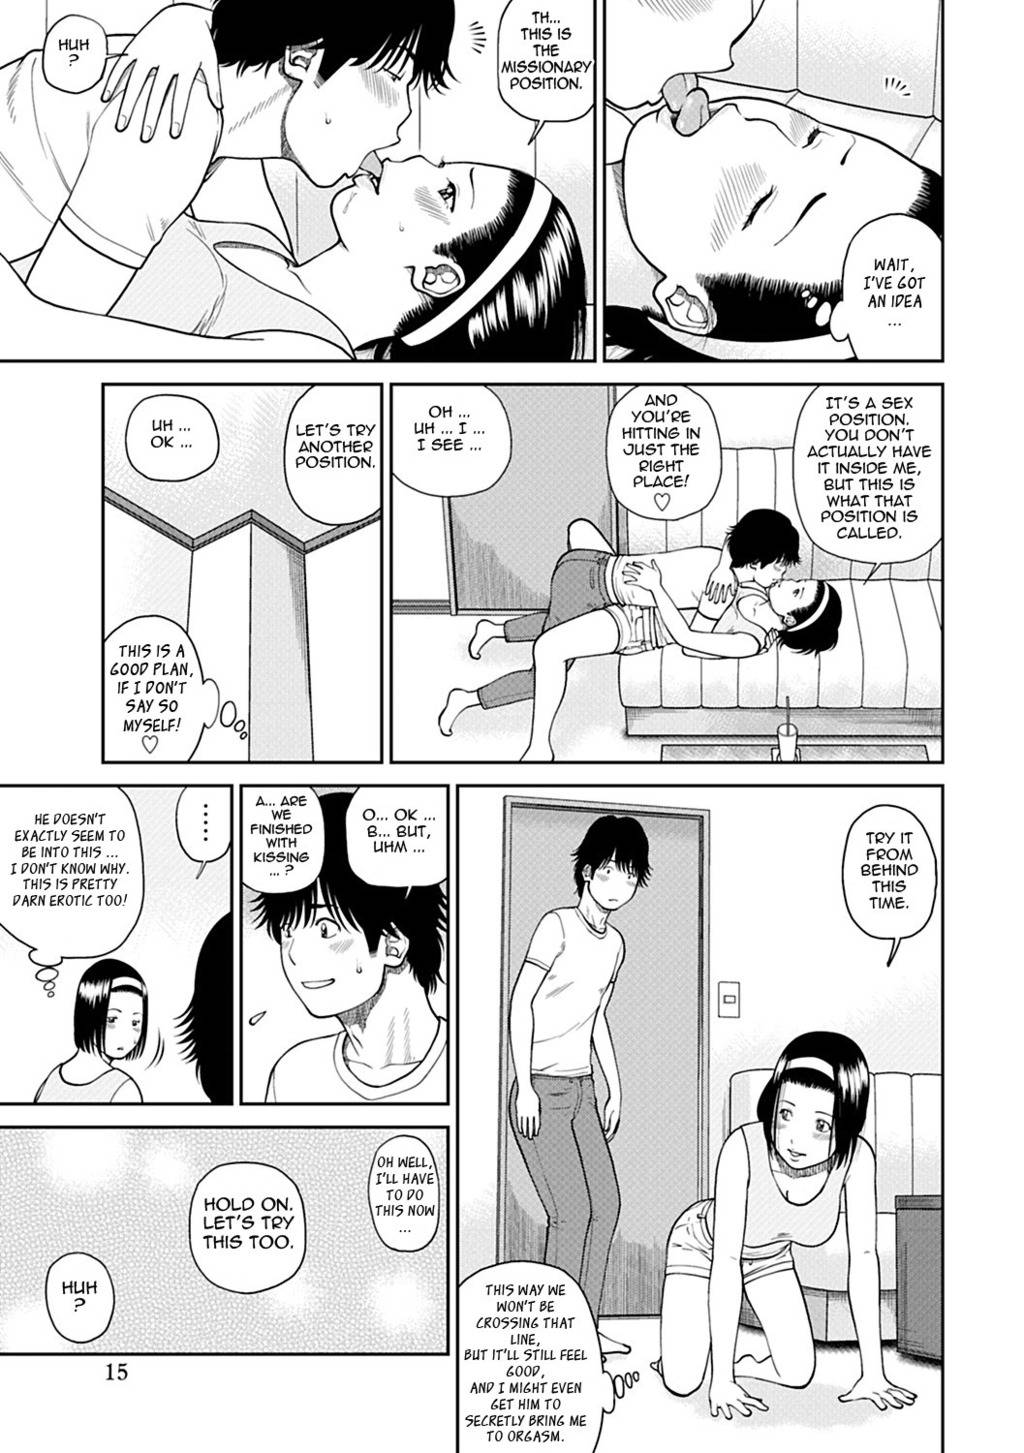 WAIT,
I'VE GOT
AN IDEA
...
TH...
THIS IS
THE
MISSIONARY
POSITION.
HUH
?
IT'S A SEX
POSITION.
YOU DON'T
ACTUALLY HAVE
IT INSIDE ME,
BUT THIS IS
WHAT THAT
POSITION IS
CALLED.
AND
YOU'RE
HITTING IN
JUST THE
RIGHT
PLACE!
♡
OH ...
UH ... I ...
I SEE ...
LET'S TRY
ANOTHER
POSITION.
UH ...
OK ...
THIS IS A
GOOD PLAN,
IF I DON'T
SAY SO
MYSELF!
♡
TRY IT
FROM
BEHIND
THIS
TIME.
THIS WAY WE
WON'T BE
CROSSING THAT
LINE,
BUT IT'LL STILL FEEL
GOOD,
AND I MIGHT EVEN
GET HIM TO
SECRETLY BRING ME
TO ORGASM.
O... OK ...
B... BUT,
UHM ...
A... ARE
WE
FINISHED
WITH
KISSING
... ?
......
HE DOESN'T
EXACTLY SEEM TO
BE INTO THIS ...
I DON'T KNOW WHY.
THIS IS PRETTY
DARN EROTIC TOO!
OH WELL,
I'LL HAVE
TO DO
THIS NOW
...
HOLD ON.
LET'S TRY
THIS TOO.
HUH
?
15